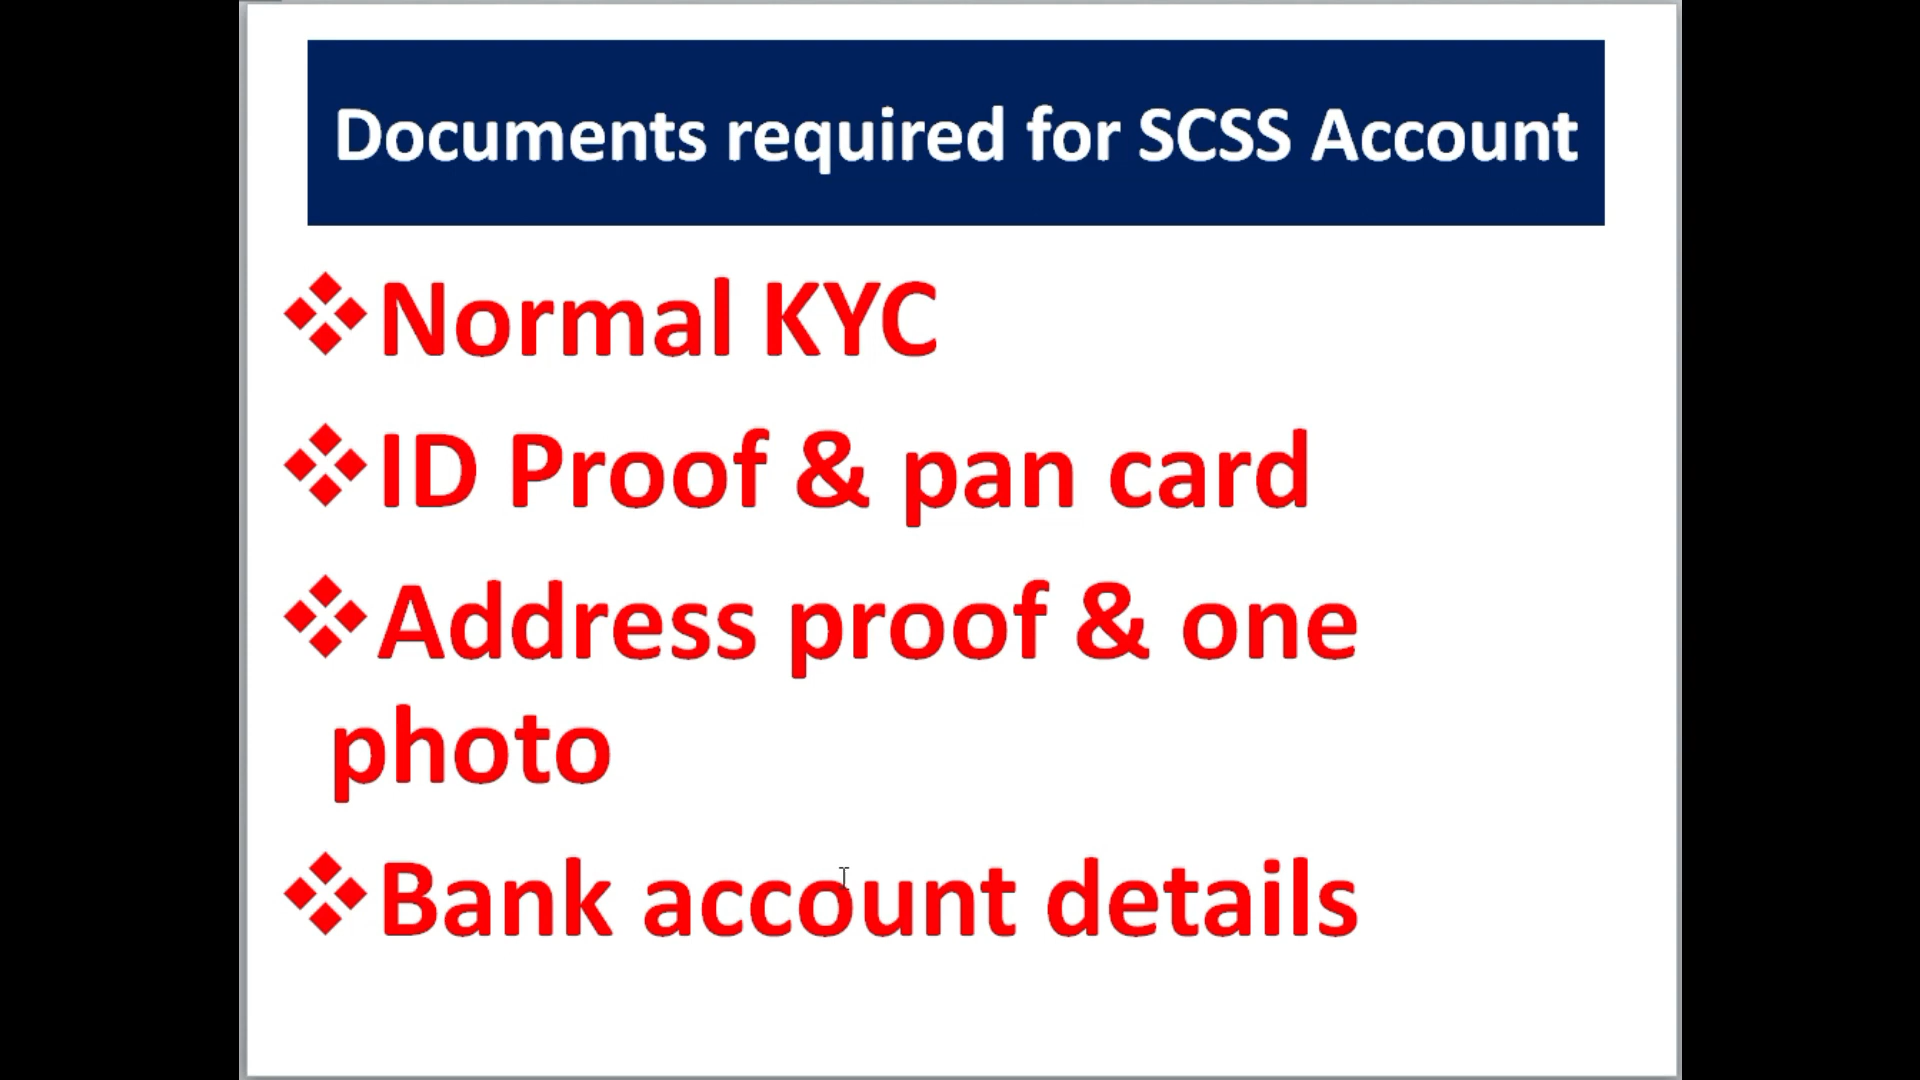 Documents required for SCSS Account
❖Normal KYC
❖ID Proof & pan card
❖Address proof & one
photo
❖Bank account details